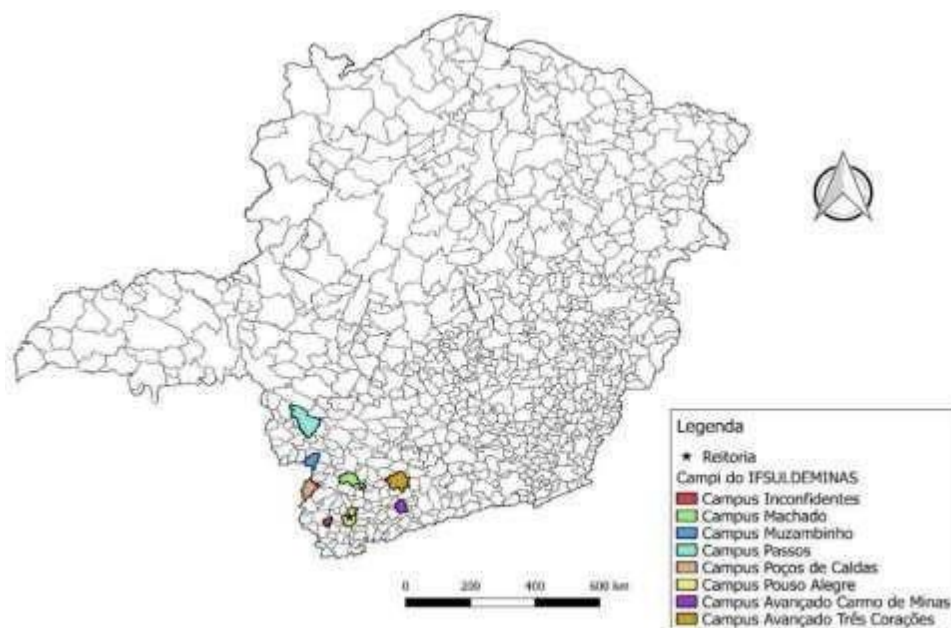 Legenda
★ Reitoria
Campi do IFSULDEMINAS
Campus Inconfidentes
Campus Machado
Campus Muzambinho
Campus Passos
Campus Poços de Caldas
Campus Pouso Alegre
Campus Avançado Carmo de Minas
Campus Avançado Três Corações
0 200 400 600 km